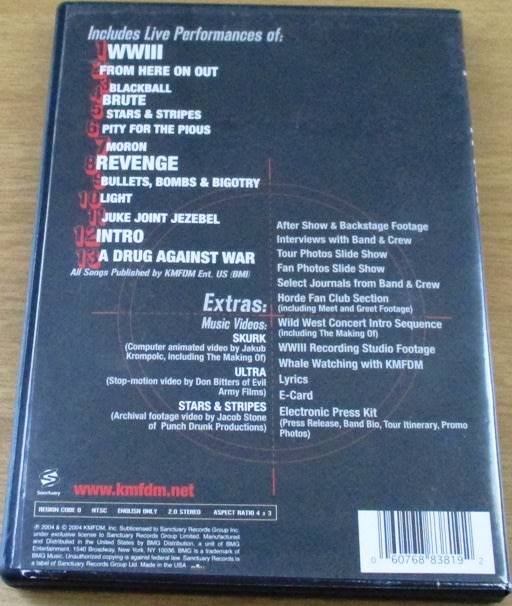 Includes Live Performances of:
1 WWIII
2 FROM HERE ON OUT
3 BLACKBALL
4 BRUTE
5 STARS & STRIPES
6 PITY FOR THE PIOUS
7 MORON
8 REVENGE
9 BULLETS, BOMBS & BIGOTRY
10 LIGHT
11 JUKE JOINT JEZEBEL
12 INTRO
13 A DRUG AGAINST WAR
All Songs Published by KMFDM Ent. US (BMI)
Extras:
Music Videos:
SKURK
(Computer animated video by Jakub
Krompolc, including The Making Of)
ULTRA
(Stop-motion video by Don Bitters of Evil
Army Films)
STARS & STRIPES
(Archival footage video by Jacob Stone
of Punch Drunk Productions)
After Show & Backstage Footage
Interviews with Band & Crew
Tour Photos Slide Show
Fan Photos Slide Show
Select Journals from Band & Crew
Horde Fan Club Section
(including Meet and Greet Footage)
Wild West Concert Intro Sequence
(including The Making Of)
WWIII Recording Studio Footage
Whale Watching with KMFDM
Lyrics
E-Card
Electronic Press Kit
(Press Release, Band Bio, Tour Itinerary, Promo
Photos)
Sanctuary
www.kmfdm.net
REGION CODE 0 NTSC ENGLISH ONLY 2.0 STEREO ASPECT RATIO 4 x 3
℗ 2004 & © 2004 KMFDM, Inc. Sublicensed to Sanctuary Records Group Inc.
under exclusive license to Sanctuary Records Group Limited. Manufactured
and Distributed in the United States by BMG Distribution, a unit of BMG
Entertainment, 1540 Broadway, New York, NY 10036. BMG is a trademark of
BMG Music. Unauthorized copying is against federal law. Sanctuary Records is
a label of Sanctuary Records Group Ltd. Made in the USA
0 60768 83819 2